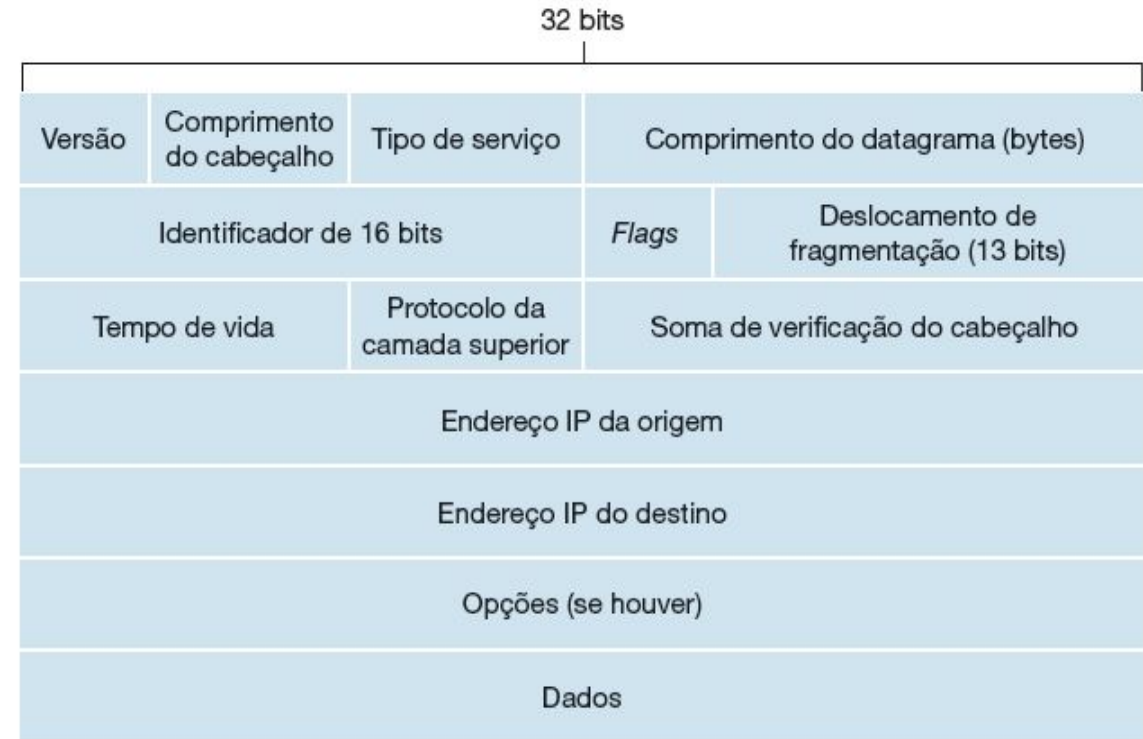 32 bits
Versão
Comprimento
do cabeçalho
Tipo de serviço
Comprimento do datagrama (bytes)
Identificador de 16 bits
Flags
Deslocamento de
fragmentação (13 bits)
Tempo de vida
Protocolo da
camada superior
Soma de verificação do cabeçalho
Endereço IP da origem
Endereço IP do destino
Opções (se houver)
Dados